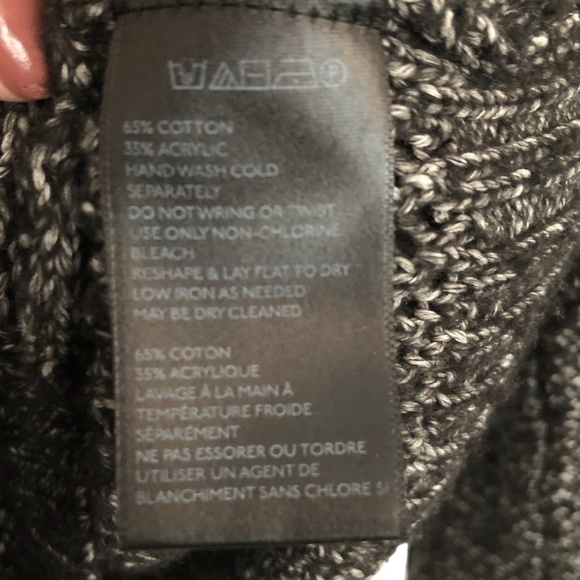 65% COTTON
35% ACRYLIC
HAND WASH COLD
SEPARATELY
DO NOT WRING OR TWIST
USE ONLY NON-CHLORINE
BLEACH
RESHAPE & LAY FLAT TO DRY
LOW IRON AS NEEDED
MAY BE DRY CLEANED
65% COTON
35% ACRYLIQUE
LAVAGE À LA MAIN À
TEMPÉRATURE FROIDE
SÉPARÉMENT
NE PAS ESSORER OU TORDRE
UTILISER UN AGENT DE
BLANCHIMENT SANS CHLORE SI